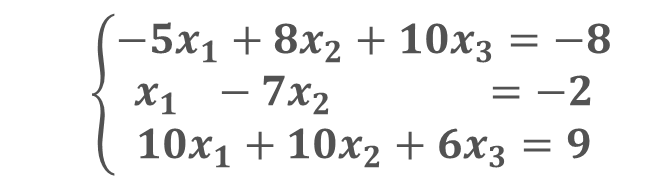 −5x₁ + 8x₂ + 10x₃ = −8
x₁ − 7x₂ = −2
10x₁ + 10x₂ + 6x₃ = 9